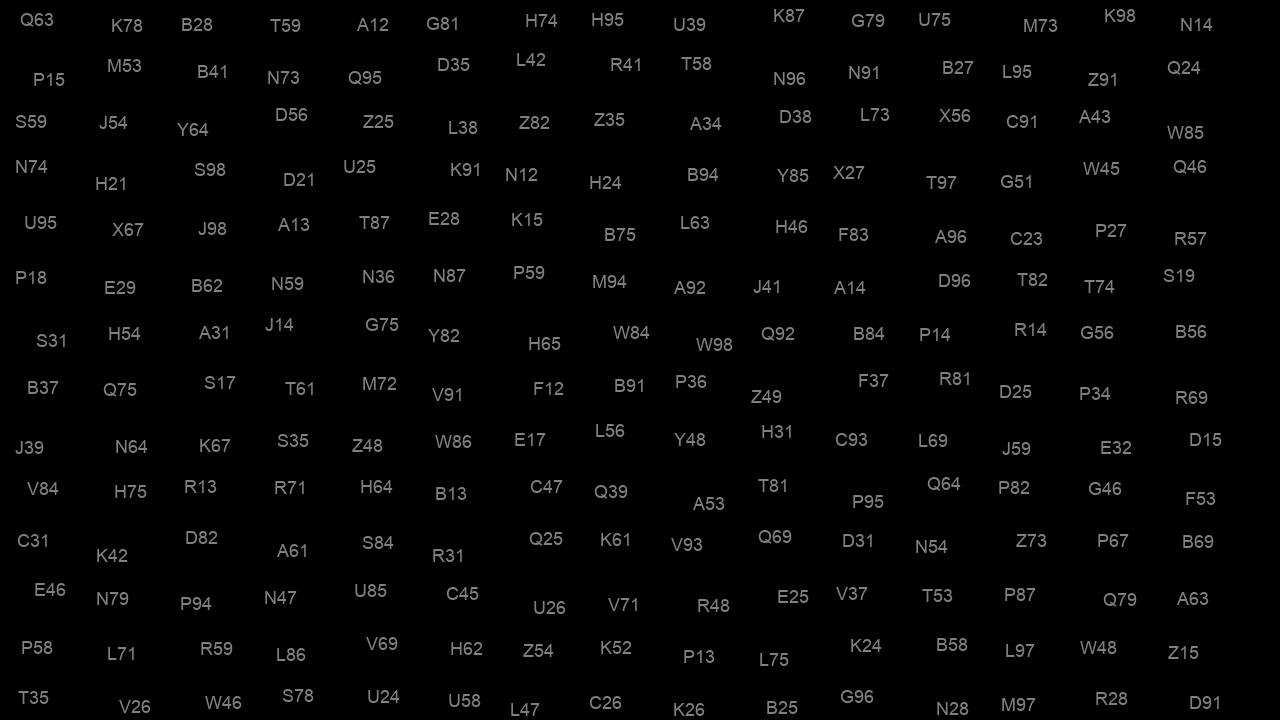 Q63 K78 B28 T59 A12 G81 H74 H95 U39 K87 G79 U75 M73 K98 N14
P15 M53 B41 N73 Q95 D35 L42 R41 T58 N96 N91 B27 L95 Z91 Q24
S59 J54 Y64 D56 Z25 L38 Z82 Z35 A34 D38 L73 X56 C91 A43 W85
N74 H21 S98 D21 U25 K91 N12 H24 B94 Y85 X27 T97 G51 W45 Q46
U95 X67 J98 A13 T87 E28 K15 B75 L63 H46 F83 A96 C23 P27 R57
P18 E29 B62 N59 N36 N87 P59 M94 A92 J41 A14 D96 T82 T74 S19
S31 H54 A31 J14 G75 Y82 H65 W84 W98 Q92 B84 P14 R14 G56 B56
B37 Q75 S17 T61 M72 V91 F12 B91 P36 Z49 F37 R81 D25 P34 R69
J39 N64 K67 S35 Z48 W86 E17 L56 Y48 H31 C93 L69 J59 E32 D15
V84 H75 R13 R71 H64 B13 C47 Q39 A53 T81 P95 Q64 P82 G46 F53
C31 K42 D82 A61 S84 R31 Q25 K61 V93 Q69 D31 N54 Z73 P67 B69
E46 N79 P94 N47 U85 C45 U26 V71 R48 E25 V37 T53 P87 Q79 A63
P58 L71 R59 L86 V69 H62 Z54 K52 P13 L75 K24 B58 L97 W48 Z15
T35 V26 W46 S78 U24 U58 L47 C26 K26 B25 G96 N28 M97 R28 D91